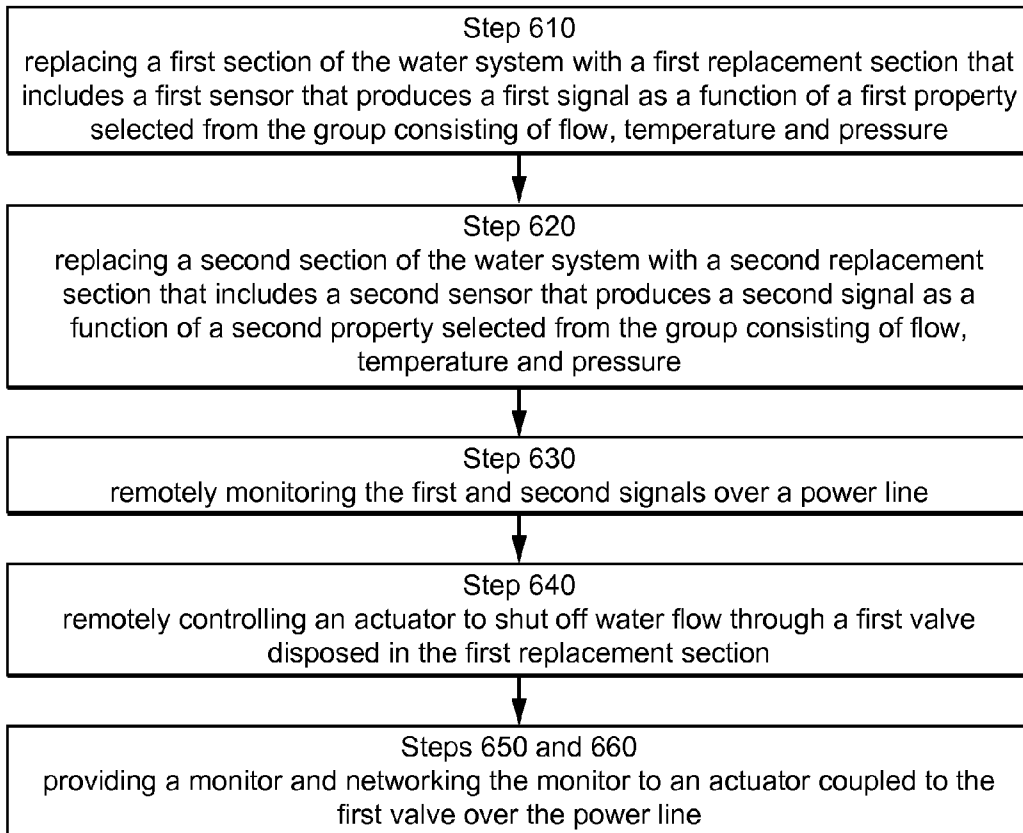 Step 610
replacing a first section of the water system with a first replacement section that
includes a first sensor that produces a first signal as a function of a first property
selected from the group consisting of flow, temperature and pressure
Step 620
replacing a second section of the water system with a second replacement
section that includes a second sensor that produces a second signal as a
function of a second property selected from the group consisting of flow,
temperature and pressure
Step 630
remotely monitoring the first and second signals over a power line
Step 640
remotely controlling an actuator to shut off water flow through a first valve
disposed in the first replacement section
Steps 650 and 660
providing a monitor and networking the monitor to an actuator coupled to the
first valve over the power line